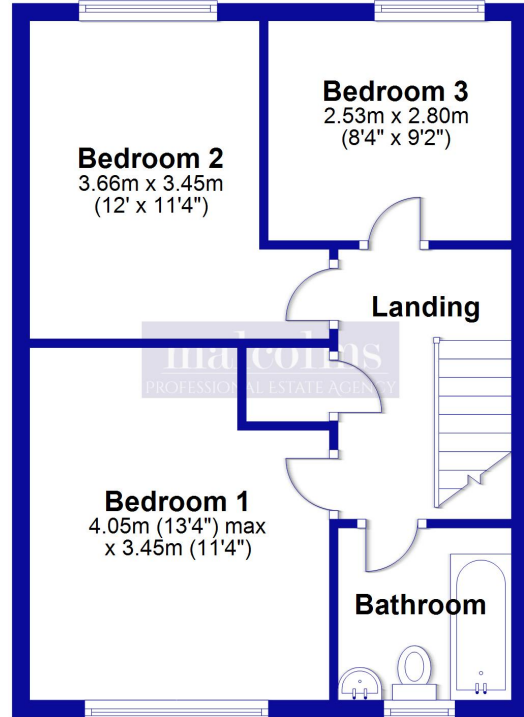 Bedroom 2
3.66m x 3.45m
(12' x 11'4")
Bedroom 3
2.53m x 2.80m
(8'4" x 9'2")
Landing
malcolms
PROFESSIONAL ESTATE AGENCY
Bedroom 1
4.05m (13'4") max
x 3.45m (11'4")
Bathroom